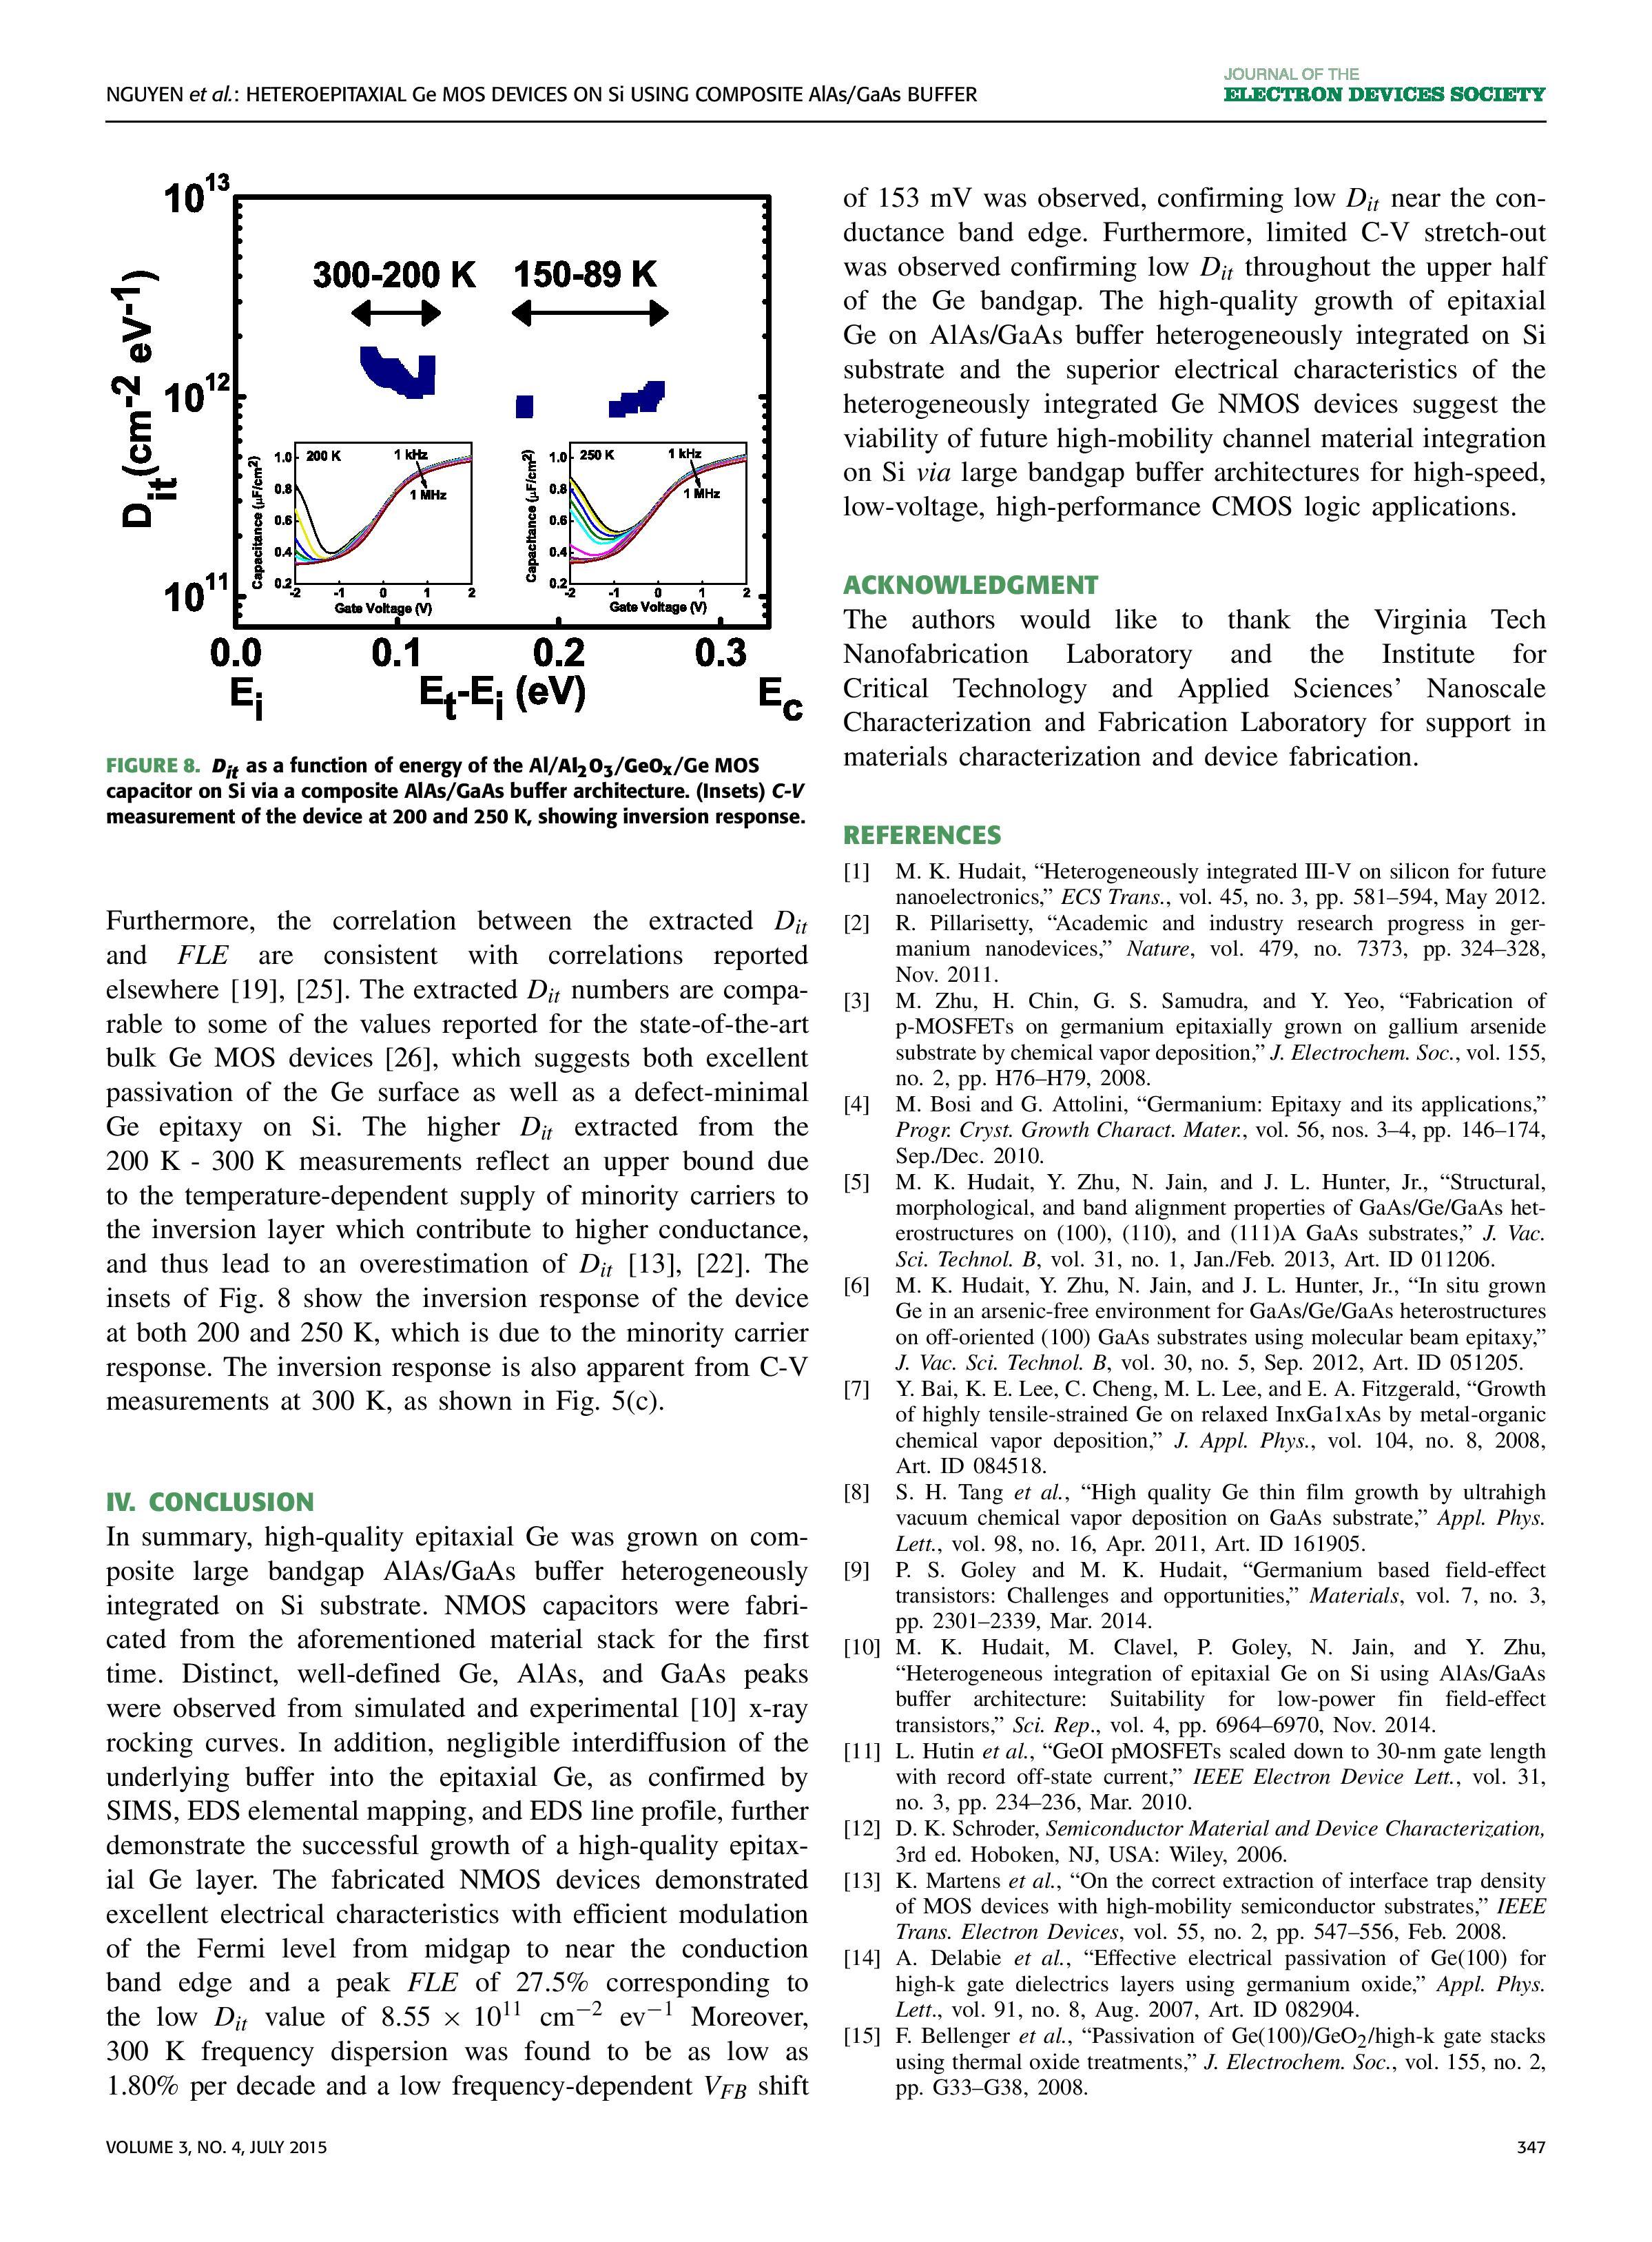 NGUYEN et al.: HETEROEPITAXIAL Ge MOS DEVICES ON Si USING COMPOSITE AlAs/GaAs BUFFER
JOURNAL OF THE
ELECTRON DEVICES SOCIETY
10^13
10^12
10^11
D_it (cm^-2 eV^-1)
300-200 K
150-89 K
Capacitance (μF/cm²)
1.0
0.8
0.6
0.4
0.2
200 K
1 kHz
1 MHz
-2 -1 0 1 2
Gate Voltage (V)
Capacitance (μF/cm²)
1.0
0.8
0.6
0.4
0.2
250 K
1 kHz
1 MHz
-2 -1 0 1 2
Gate Voltage (V)
0.0 0.1 0.2 0.3
E_i E_t-E_i (eV) E_c
FIGURE 8. D_it as a function of energy of the Al/Al₂O₃/GeOₓ/Ge MOS
capacitor on Si via a composite AlAs/GaAs buffer architecture. (Insets) C-V
measurement of the device at 200 and 250 K, showing inversion response.
Furthermore, the correlation between the extracted D_it
and FLE are consistent with correlations reported
elsewhere [19], [25]. The extracted D_it numbers are compa-
rable to some of the values reported for the state-of-the-art
bulk Ge MOS devices [26], which suggests both excellent
passivation of the Ge surface as well as a defect-minimal
Ge epitaxy on Si. The higher D_it extracted from the
200 K - 300 K measurements reflect an upper bound due
to the temperature-dependent supply of minority carriers to
the inversion layer which contribute to higher conductance,
and thus lead to an overestimation of D_it [13], [22]. The
insets of Fig. 8 show the inversion response of the device
at both 200 and 250 K, which is due to the minority carrier
response. The inversion response is also apparent from C-V
measurements at 300 K, as shown in Fig. 5(c).
IV. CONCLUSION
In summary, high-quality epitaxial Ge was grown on com-
posite large bandgap AlAs/GaAs buffer heterogeneously
integrated on Si substrate. NMOS capacitors were fabri-
cated from the aforementioned material stack for the first
time. Distinct, well-defined Ge, AlAs, and GaAs peaks
were observed from simulated and experimental [10] x-ray
rocking curves. In addition, negligible interdiffusion of the
underlying buffer into the epitaxial Ge, as confirmed by
SIMS, EDS elemental mapping, and EDS line profile, further
demonstrate the successful growth of a high-quality epitax-
ial Ge layer. The fabricated NMOS devices demonstrated
excellent electrical characteristics with efficient modulation
of the Fermi level from midgap to near the conduction
band edge and a peak FLE of 27.5% corresponding to
the low D_it value of 8.55 × 10^11 cm^−2 ev^−1 Moreover,
300 K frequency dispersion was found to be as low as
1.80% per decade and a low frequency-dependent V_FB shift
of 153 mV was observed, confirming low D_it near the con-
ductance band edge. Furthermore, limited C-V stretch-out
was observed confirming low D_it throughout the upper half
of the Ge bandgap. The high-quality growth of epitaxial
Ge on AlAs/GaAs buffer heterogeneously integrated on Si
substrate and the superior electrical characteristics of the
heterogeneously integrated Ge NMOS devices suggest the
viability of future high-mobility channel material integration
on Si via large bandgap buffer architectures for high-speed,
low-voltage, high-performance CMOS logic applications.
ACKNOWLEDGMENT
The authors would like to thank the Virginia Tech
Nanofabrication Laboratory and the Institute for
Critical Technology and Applied Sciences’ Nanoscale
Characterization and Fabrication Laboratory for support in
materials characterization and device fabrication.
REFERENCES
[1] M. K. Hudait, “Heterogeneously integrated III-V on silicon for future
nanoelectronics,” ECS Trans., vol. 45, no. 3, pp. 581–594, May 2012.
[2] R. Pillarisetty, “Academic and industry research progress in ger-
manium nanodevices,” Nature, vol. 479, no. 7373, pp. 324–328,
Nov. 2011.
[3] M. Zhu, H. Chin, G. S. Samudra, and Y. Yeo, “Fabrication of
p-MOSFETs on germanium epitaxially grown on gallium arsenide
substrate by chemical vapor deposition,” J. Electrochem. Soc., vol. 155,
no. 2, pp. H76–H79, 2008.
[4] M. Bosi and G. Attolini, “Germanium: Epitaxy and its applications,”
Progr. Cryst. Growth Charact. Mater., vol. 56, nos. 3–4, pp. 146–174,
Sep./Dec. 2010.
[5] M. K. Hudait, Y. Zhu, N. Jain, and J. L. Hunter, Jr., “Structural,
morphological, and band alignment properties of GaAs/Ge/GaAs het-
erostructures on (100), (110), and (111)A GaAs substrates,” J. Vac.
Sci. Technol. B, vol. 31, no. 1, Jan./Feb. 2013, Art. ID 011206.
[6] M. K. Hudait, Y. Zhu, N. Jain, and J. L. Hunter, Jr., “In situ grown
Ge in an arsenic-free environment for GaAs/Ge/GaAs heterostructures
on off-oriented (100) GaAs substrates using molecular beam epitaxy,”
J. Vac. Sci. Technol. B, vol. 30, no. 5, Sep. 2012, Art. ID 051205.
[7] Y. Bai, K. E. Lee, C. Cheng, M. L. Lee, and E. A. Fitzgerald, “Growth
of highly tensile-strained Ge on relaxed InxGa1xAs by metal-organic
chemical vapor deposition,” J. Appl. Phys., vol. 104, no. 8, 2008,
Art. ID 084518.
[8] S. H. Tang et al., “High quality Ge thin film growth by ultrahigh
vacuum chemical vapor deposition on GaAs substrate,” Appl. Phys.
Lett., vol. 98, no. 16, Apr. 2011, Art. ID 161905.
[9] P. S. Goley and M. K. Hudait, “Germanium based field-effect
transistors: Challenges and opportunities,” Materials, vol. 7, no. 3,
pp. 2301–2339, Mar. 2014.
[10] M. K. Hudait, M. Clavel, P. Goley, N. Jain, and Y. Zhu,
“Heterogeneous integration of epitaxial Ge on Si using AlAs/GaAs
buffer architecture: Suitability for low-power fin field-effect
transistors,” Sci. Rep., vol. 4, pp. 6964–6970, Nov. 2014.
[11] L. Hutin et al., “GeOI pMOSFETs scaled down to 30-nm gate length
with record off-state current,” IEEE Electron Device Lett., vol. 31,
no. 3, pp. 234–236, Mar. 2010.
[12] D. K. Schroder, Semiconductor Material and Device Characterization,
3rd ed. Hoboken, NJ, USA: Wiley, 2006.
[13] K. Martens et al., “On the correct extraction of interface trap density
of MOS devices with high-mobility semiconductor substrates,” IEEE
Trans. Electron Devices, vol. 55, no. 2, pp. 547–556, Feb. 2008.
[14] A. Delabie et al., “Effective electrical passivation of Ge(100) for
high-k gate dielectrics layers using germanium oxide,” Appl. Phys.
Lett., vol. 91, no. 8, Aug. 2007, Art. ID 082904.
[15] F. Bellenger et al., “Passivation of Ge(100)/GeO₂/high-k gate stacks
using thermal oxide treatments,” J. Electrochem. Soc., vol. 155, no. 2,
pp. G33–G38, 2008.
VOLUME 3, NO. 4, JULY 2015
347